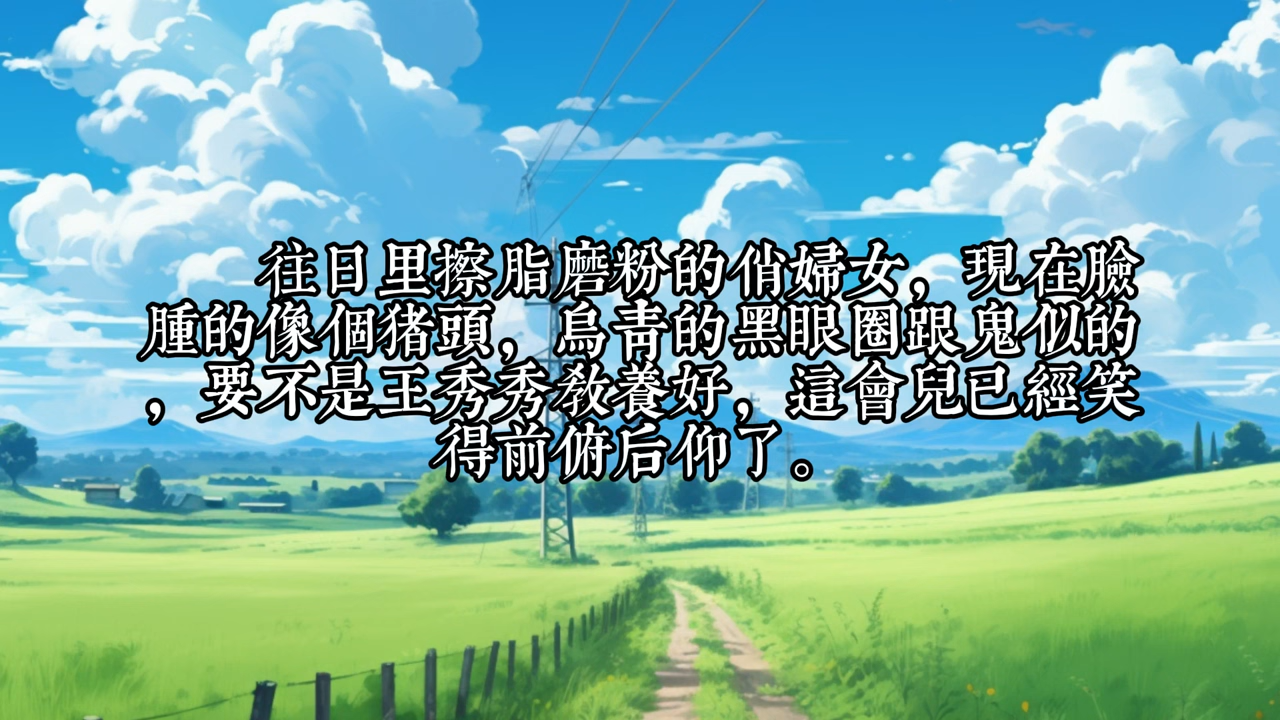 往日里擦脂磨粉的俏婦女，現在臉
腫的像個猪頭，烏青的黑眼圈跟鬼似的
，要不是王秀秀教養好，這會兒已經笑
得前俯后仰了。